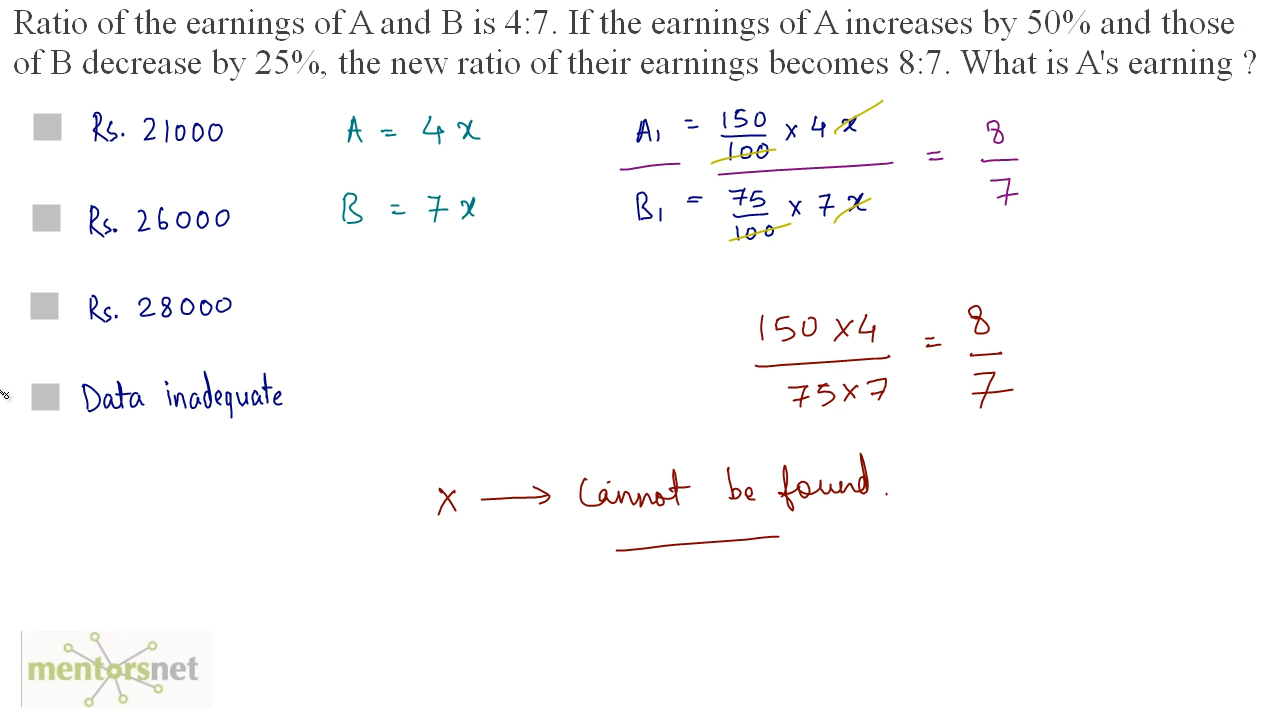 Ratio of the earnings of A and B is 4:7. If the earnings of A increases by 50% and those
of B decrease by 25%, the new ratio of their earnings becomes 8:7. What is A's earning ?
Rs. 21000
A = 4x
A₁ = 150/100 × 4x
= 8/7
Rs. 26000
B = 7x
B₁ = 75/100 × 7x
Rs. 28000
150 × 4 / 75 × 7 = 8/7
Data inadequate
x → Cannot be found.
mentorsnet